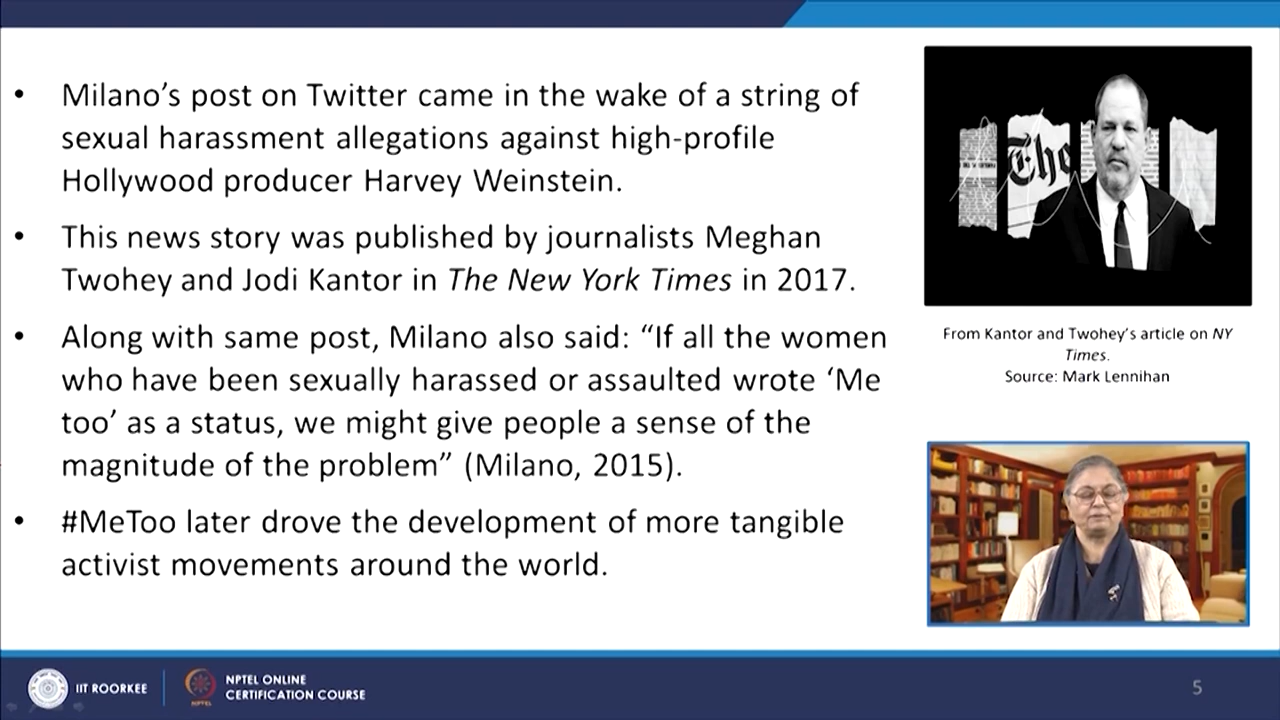 • Milano’s post on Twitter came in the wake of a string of
sexual harassment allegations against high-profile
Hollywood producer Harvey Weinstein.
• This news story was published by journalists Meghan
Twohey and Jodi Kantor in The New York Times in 2017.
• Along with same post, Milano also said: “If all the women
who have been sexually harassed or assaulted wrote ‘Me
too’ as a status, we might give people a sense of the
magnitude of the problem” (Milano, 2015).
• #MeToo later drove the development of more tangible
activist movements around the world.
The
From Kantor and Twohey’s article on NY
Times.
Source: Mark Lennihan
IIT ROORKEE
NPTEL
NPTEL ONLINE
CERTIFICATION COURSE
5